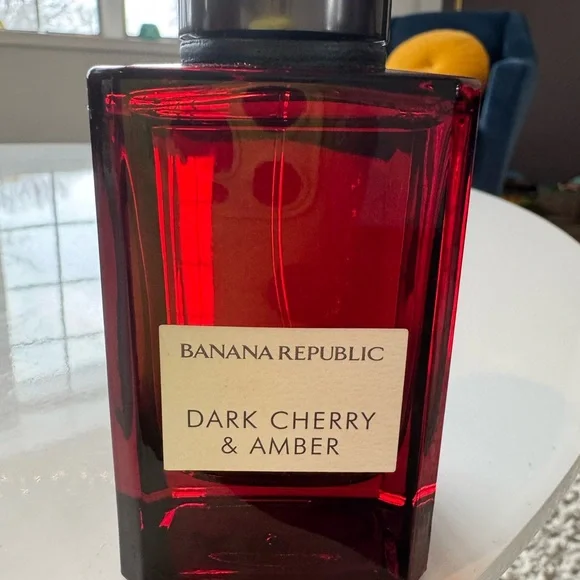 BANANA REPUBLIC
DARK CHERRY
& AMBER